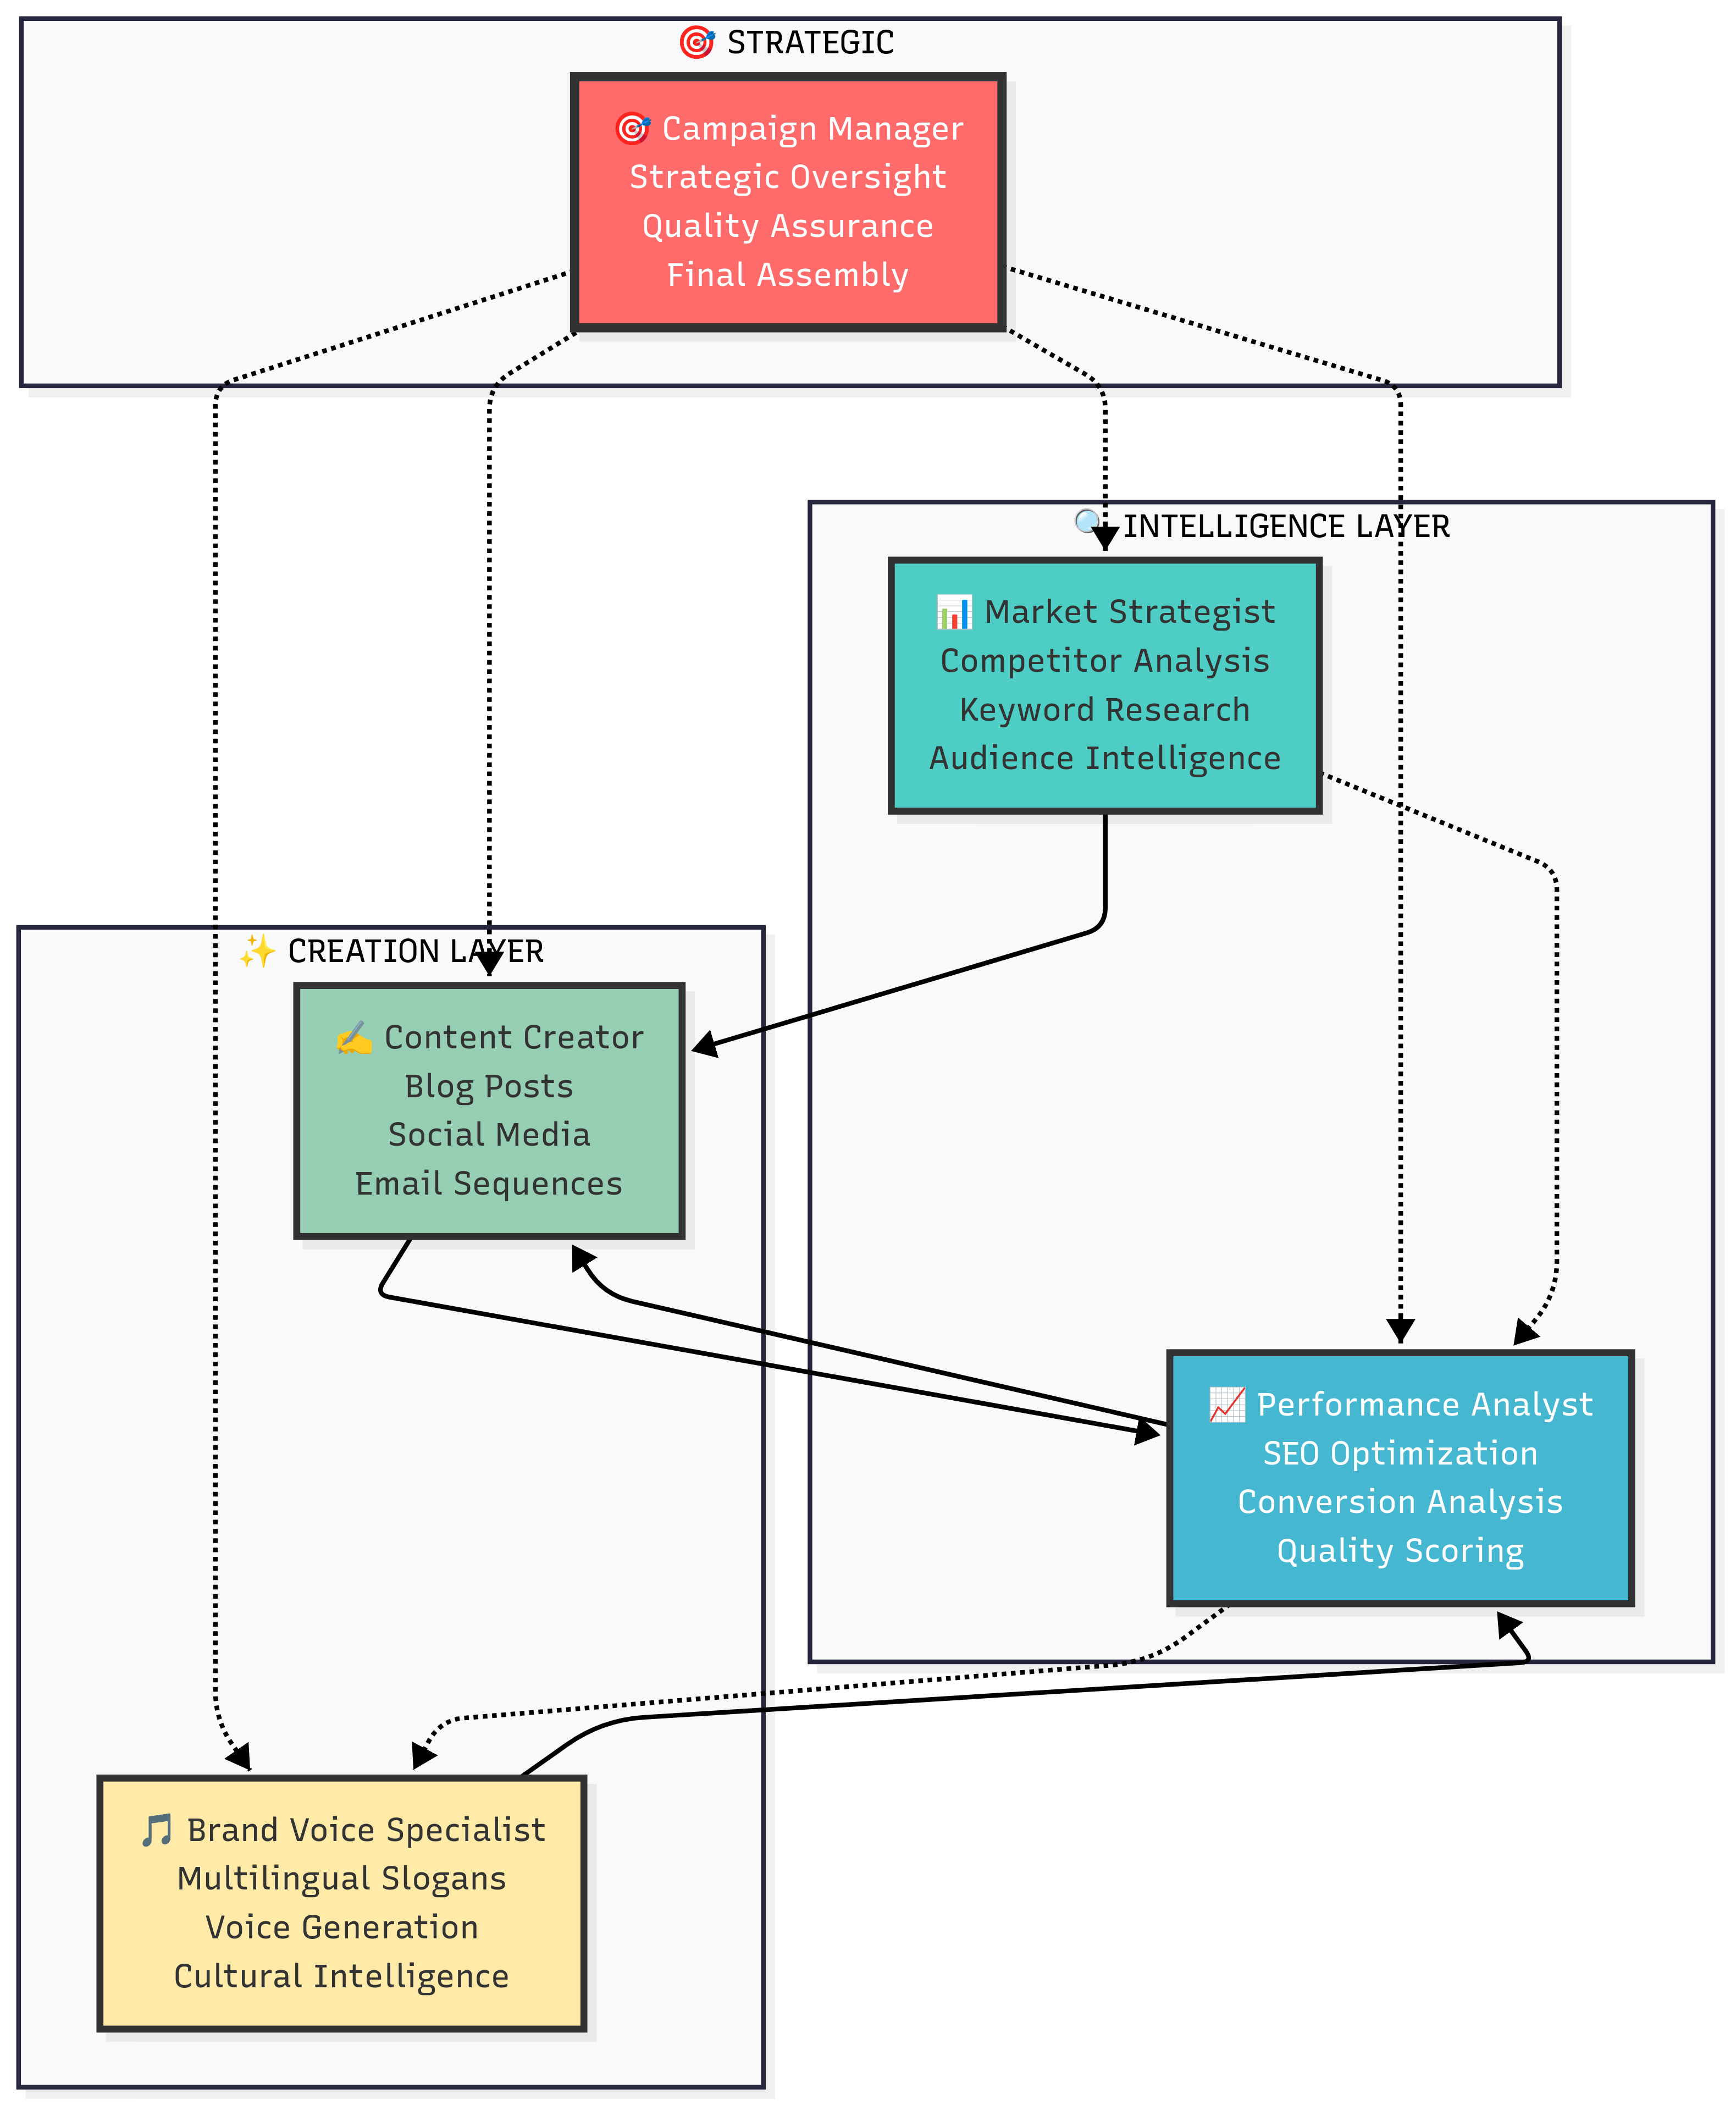 🎯 STRATEGIC
🎯 Campaign Manager
Strategic Oversight
Quality Assurance
Final Assembly
🔍 INTELLIGENCE LAYER
📊 Market Strategist
Competitor Analysis
Keyword Research
Audience Intelligence
✨ CREATION LAYER
✍️ Content Creator
Blog Posts
Social Media
Email Sequences
📈 Performance Analyst
SEO Optimization
Conversion Analysis
Quality Scoring
🎵 Brand Voice Specialist
Multilingual Slogans
Voice Generation
Cultural Intelligence